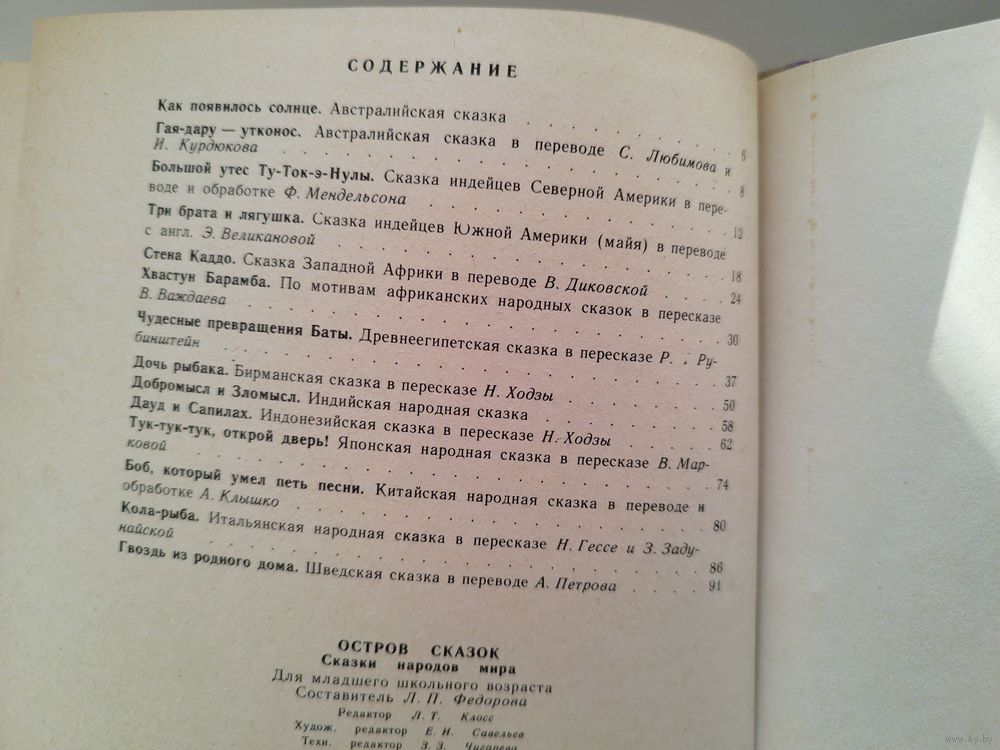 СОДЕРЖАНИЕ
Как появилось солнце. Австралийская сказка . . . . . . . 6
Гая-дару — утконос. Австралийская сказка в переводе С. Любимова и
И. Курдюкова . . . . . . . . . . . . 8
Большой утес Ту-Ток-э-Нулы. Сказка индейцев Северной Америки в пере-
воде и обработке Ф. Мендельсона . . . . . . . . 12
Три брата и лягушка. Сказка индейцев Южной Америки (майя) в переводе
с англ. Э. Великановой . . . . . . . . . . 18
Стена Каддо. Сказка Западной Африки в переводе В. Диковской . . . 24
Хвастун Барамба. По мотивам африканских народных сказок в пересказе
В. Важдаева . . . . . . . . . . . . 30
Чудесные превращения Баты. Древнеегипетская сказка в пересказе Р. . Ру-
бинштейн . . . . . . . . . . . . 37
Дочь рыбака. Бирманская сказка в пересказе Н. Ходзы . . . . 50
Добромысл и Зломысл. Индийская народная сказка . . . . . 58
Дауд и Сапилах. Индонезийская сказка в пересказе Н. Ходзы . . . 62
Тук-тук-тук, открой дверь! Японская народная сказка в пересказе В. Мар-
ковой . . . . . . . . . . . . . 74
Боб, который умел петь песни. Китайская народная сказка в переводе и
обработке А. Клышко . . . . . . . . . . 80
Кола-рыба. Итальянская народная сказка в пересказе Н. Гессе и З. Заду-
найской . . . . . . . . . . . . 86
Гвоздь из родного дома. Шведская сказка в переводе А. Петрова . . . . 91
ОСТРОВ СКАЗОК
Сказки народов мира
Для младшего школьного возраста
Составитель Л. П. Федорова
Редактор Л. Т. Клосс
Худож. редактор Е. И. Савельев
Техн. редактор З. З. Чигалева
www.ay.by